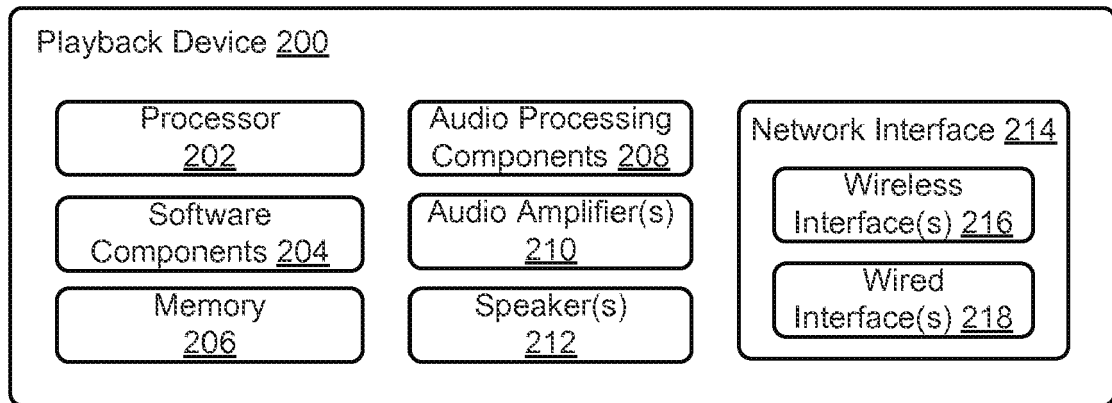 Playback Device 200
Processor
202
Software
Components 204
Memory
206
Audio Processing
Components 208
Audio Amplifier(s)
210
Speaker(s)
212
Network Interface 214
Wireless
Interface(s) 216
Wired
Interface(s) 218